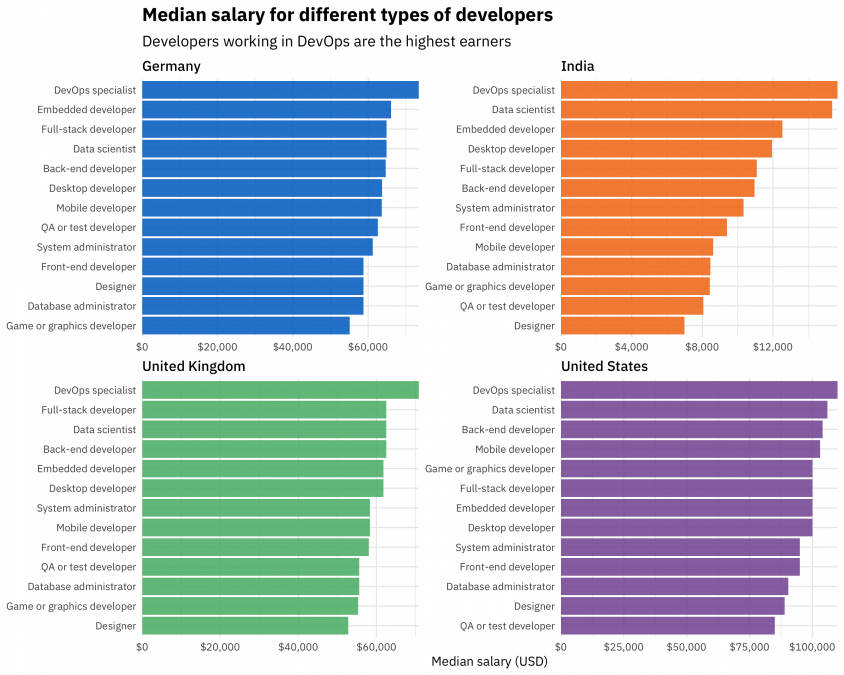 Median salary for different types of developers
Developers working in DevOps are the highest earners
Germany
DevOps specialist
Embedded developer
Full-stack developer
Data scientist
Back-end developer
Desktop developer
Mobile developer
QA or test developer
System administrator
Front-end developer
Designer
Database administrator
Game or graphics developer
$0 $20,000 $40,000 $60,000
India
DevOps specialist
Data scientist
Embedded developer
Desktop developer
Full-stack developer
Back-end developer
System administrator
Front-end developer
Mobile developer
Database administrator
Game or graphics developer
QA or test developer
Designer
$0 $4,000 $8,000 $12,000
United Kingdom
DevOps specialist
Full-stack developer
Data scientist
Back-end developer
Embedded developer
Desktop developer
System administrator
Mobile developer
Front-end developer
QA or test developer
Database administrator
Game or graphics developer
Designer
$0 $20,000 $40,000 $60,000
United States
DevOps specialist
Data scientist
Back-end developer
Mobile developer
Game or graphics developer
Full-stack developer
Embedded developer
Desktop developer
System administrator
Front-end developer
Database administrator
Designer
QA or test developer
$0 $25,000 $50,000 $75,000 $100,000
Median salary (USD)